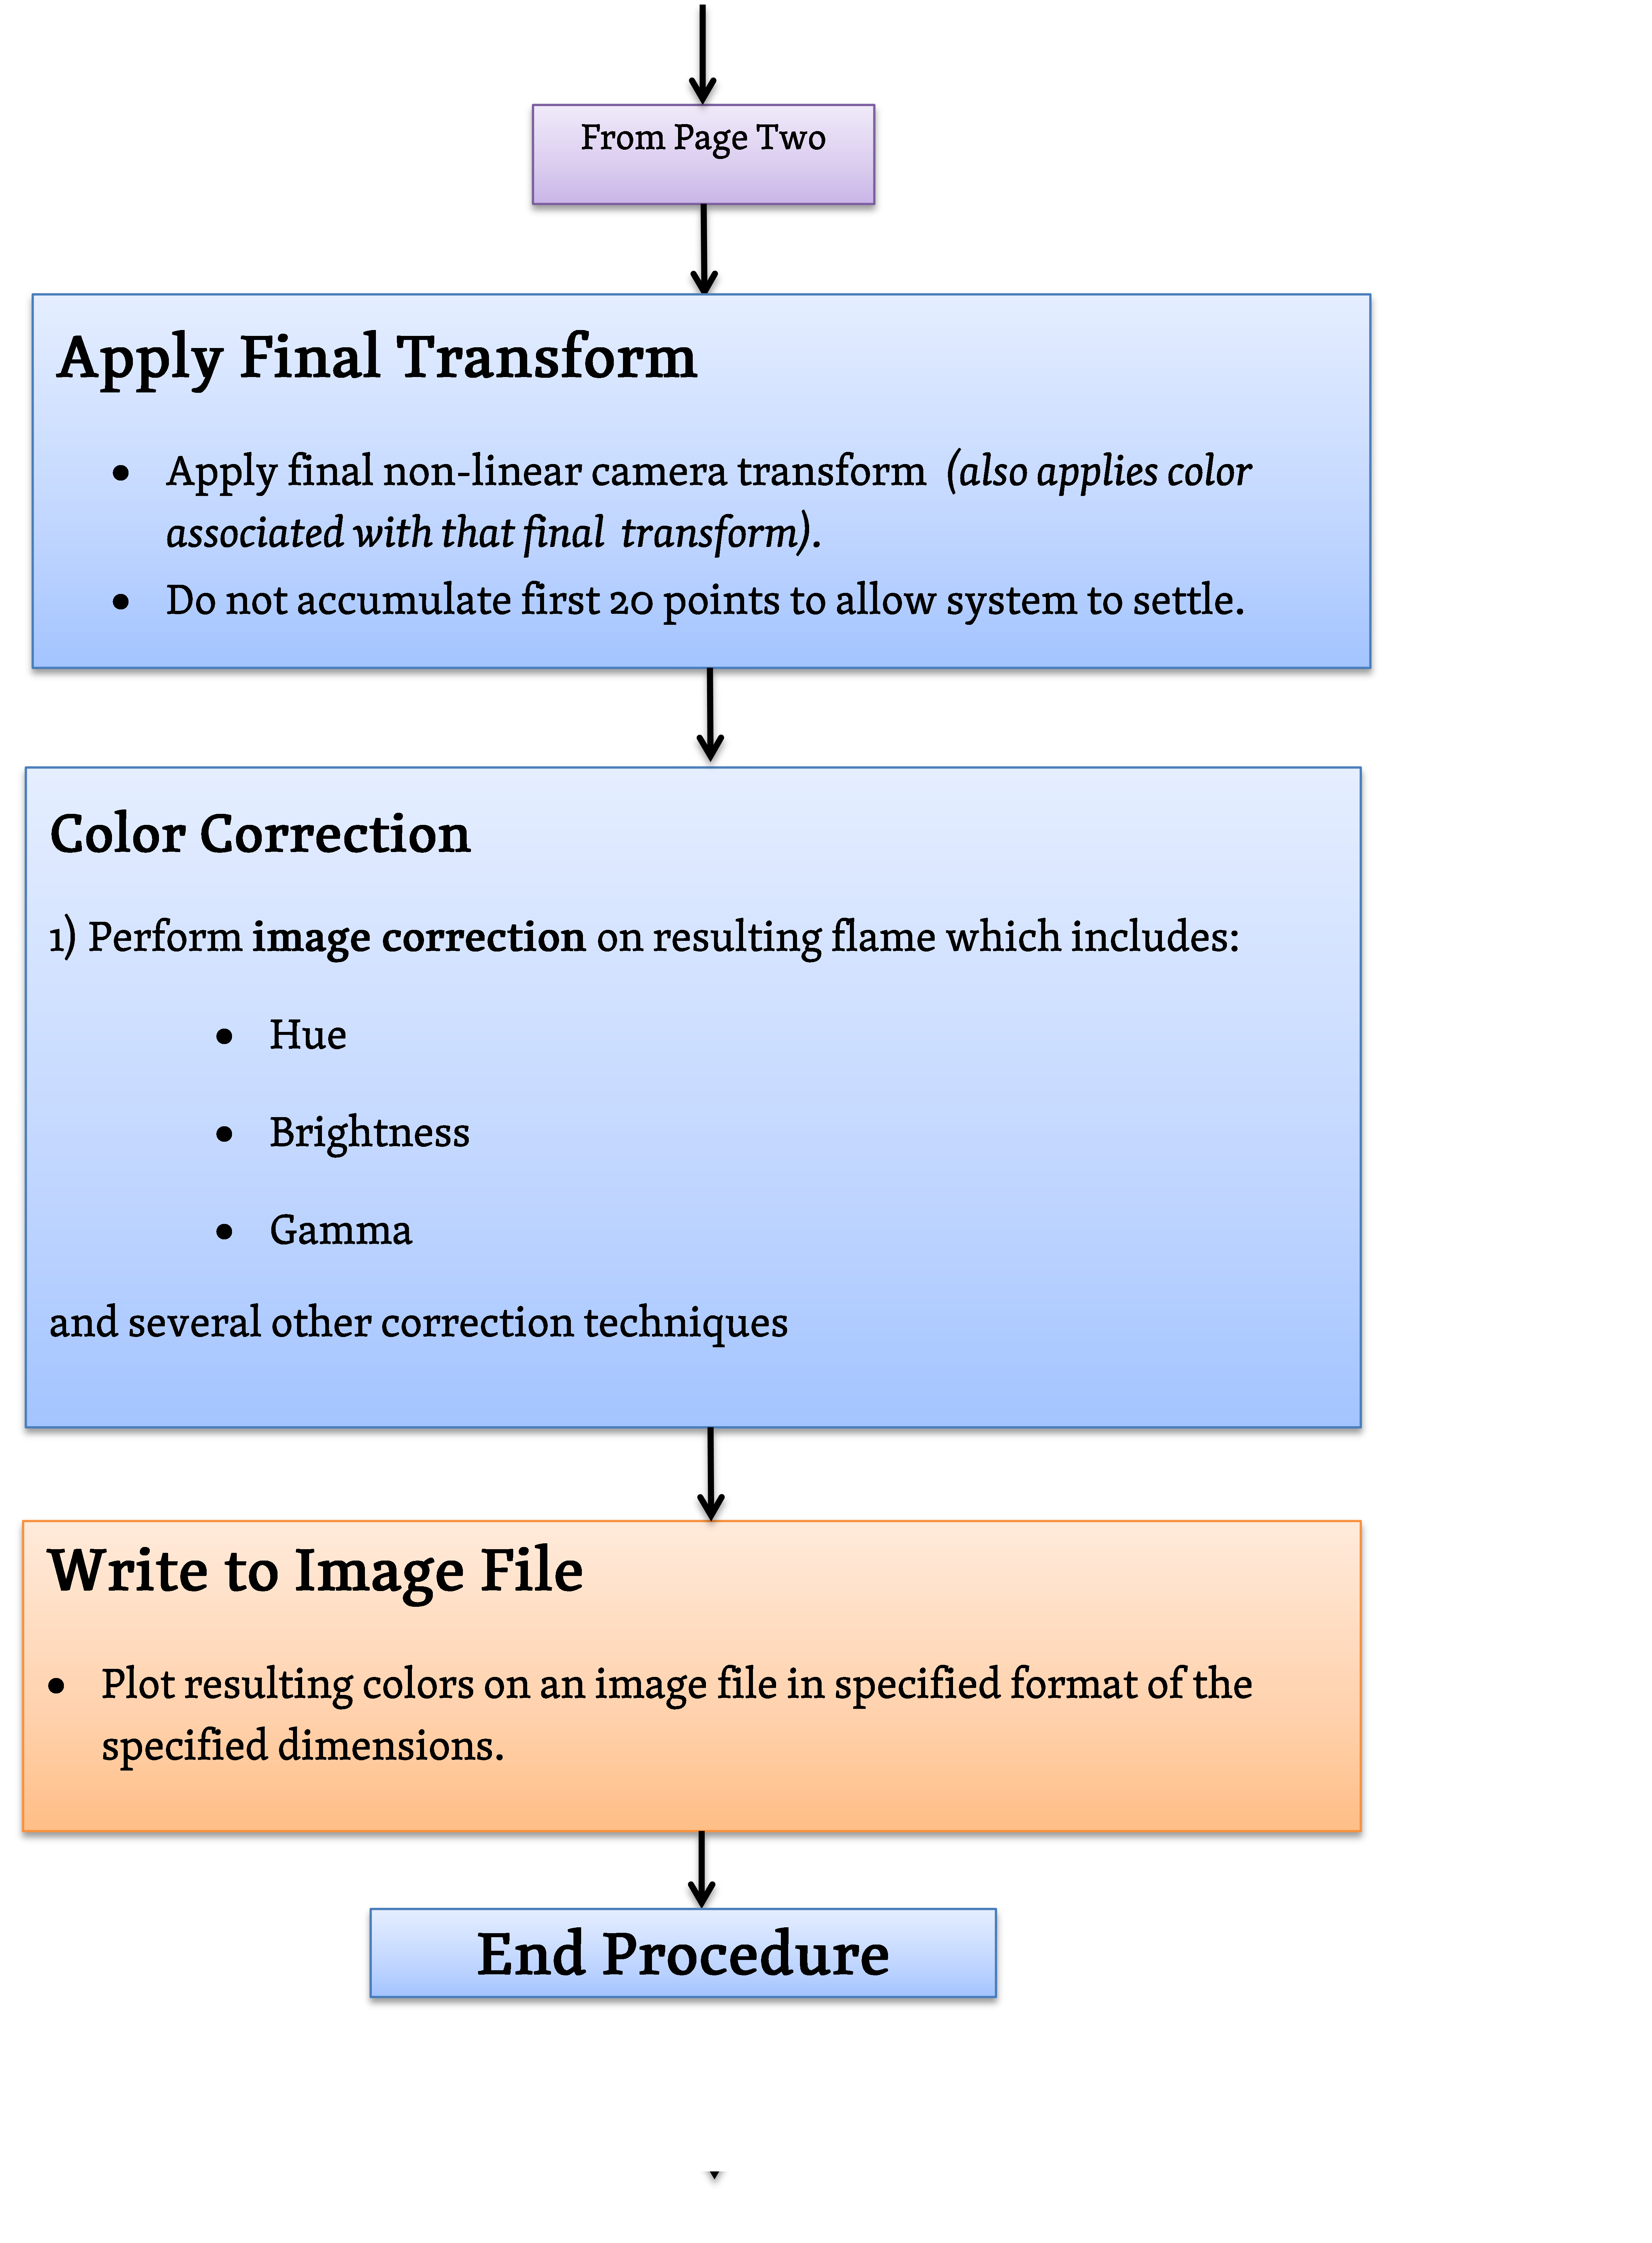 From Page Two
Apply Final Transform
• Apply final non-linear camera transform (also applies color
associated with that final transform).
• Do not accumulate first 20 points to allow system to settle.
Color Correction
1) Perform image correction on resulting flame which includes:
• Hue
• Brightness
• Gamma
and several other correction techniques
Write to Image File
• Plot resulting colors on an image file in specified format of the
specified dimensions.
End Procedure